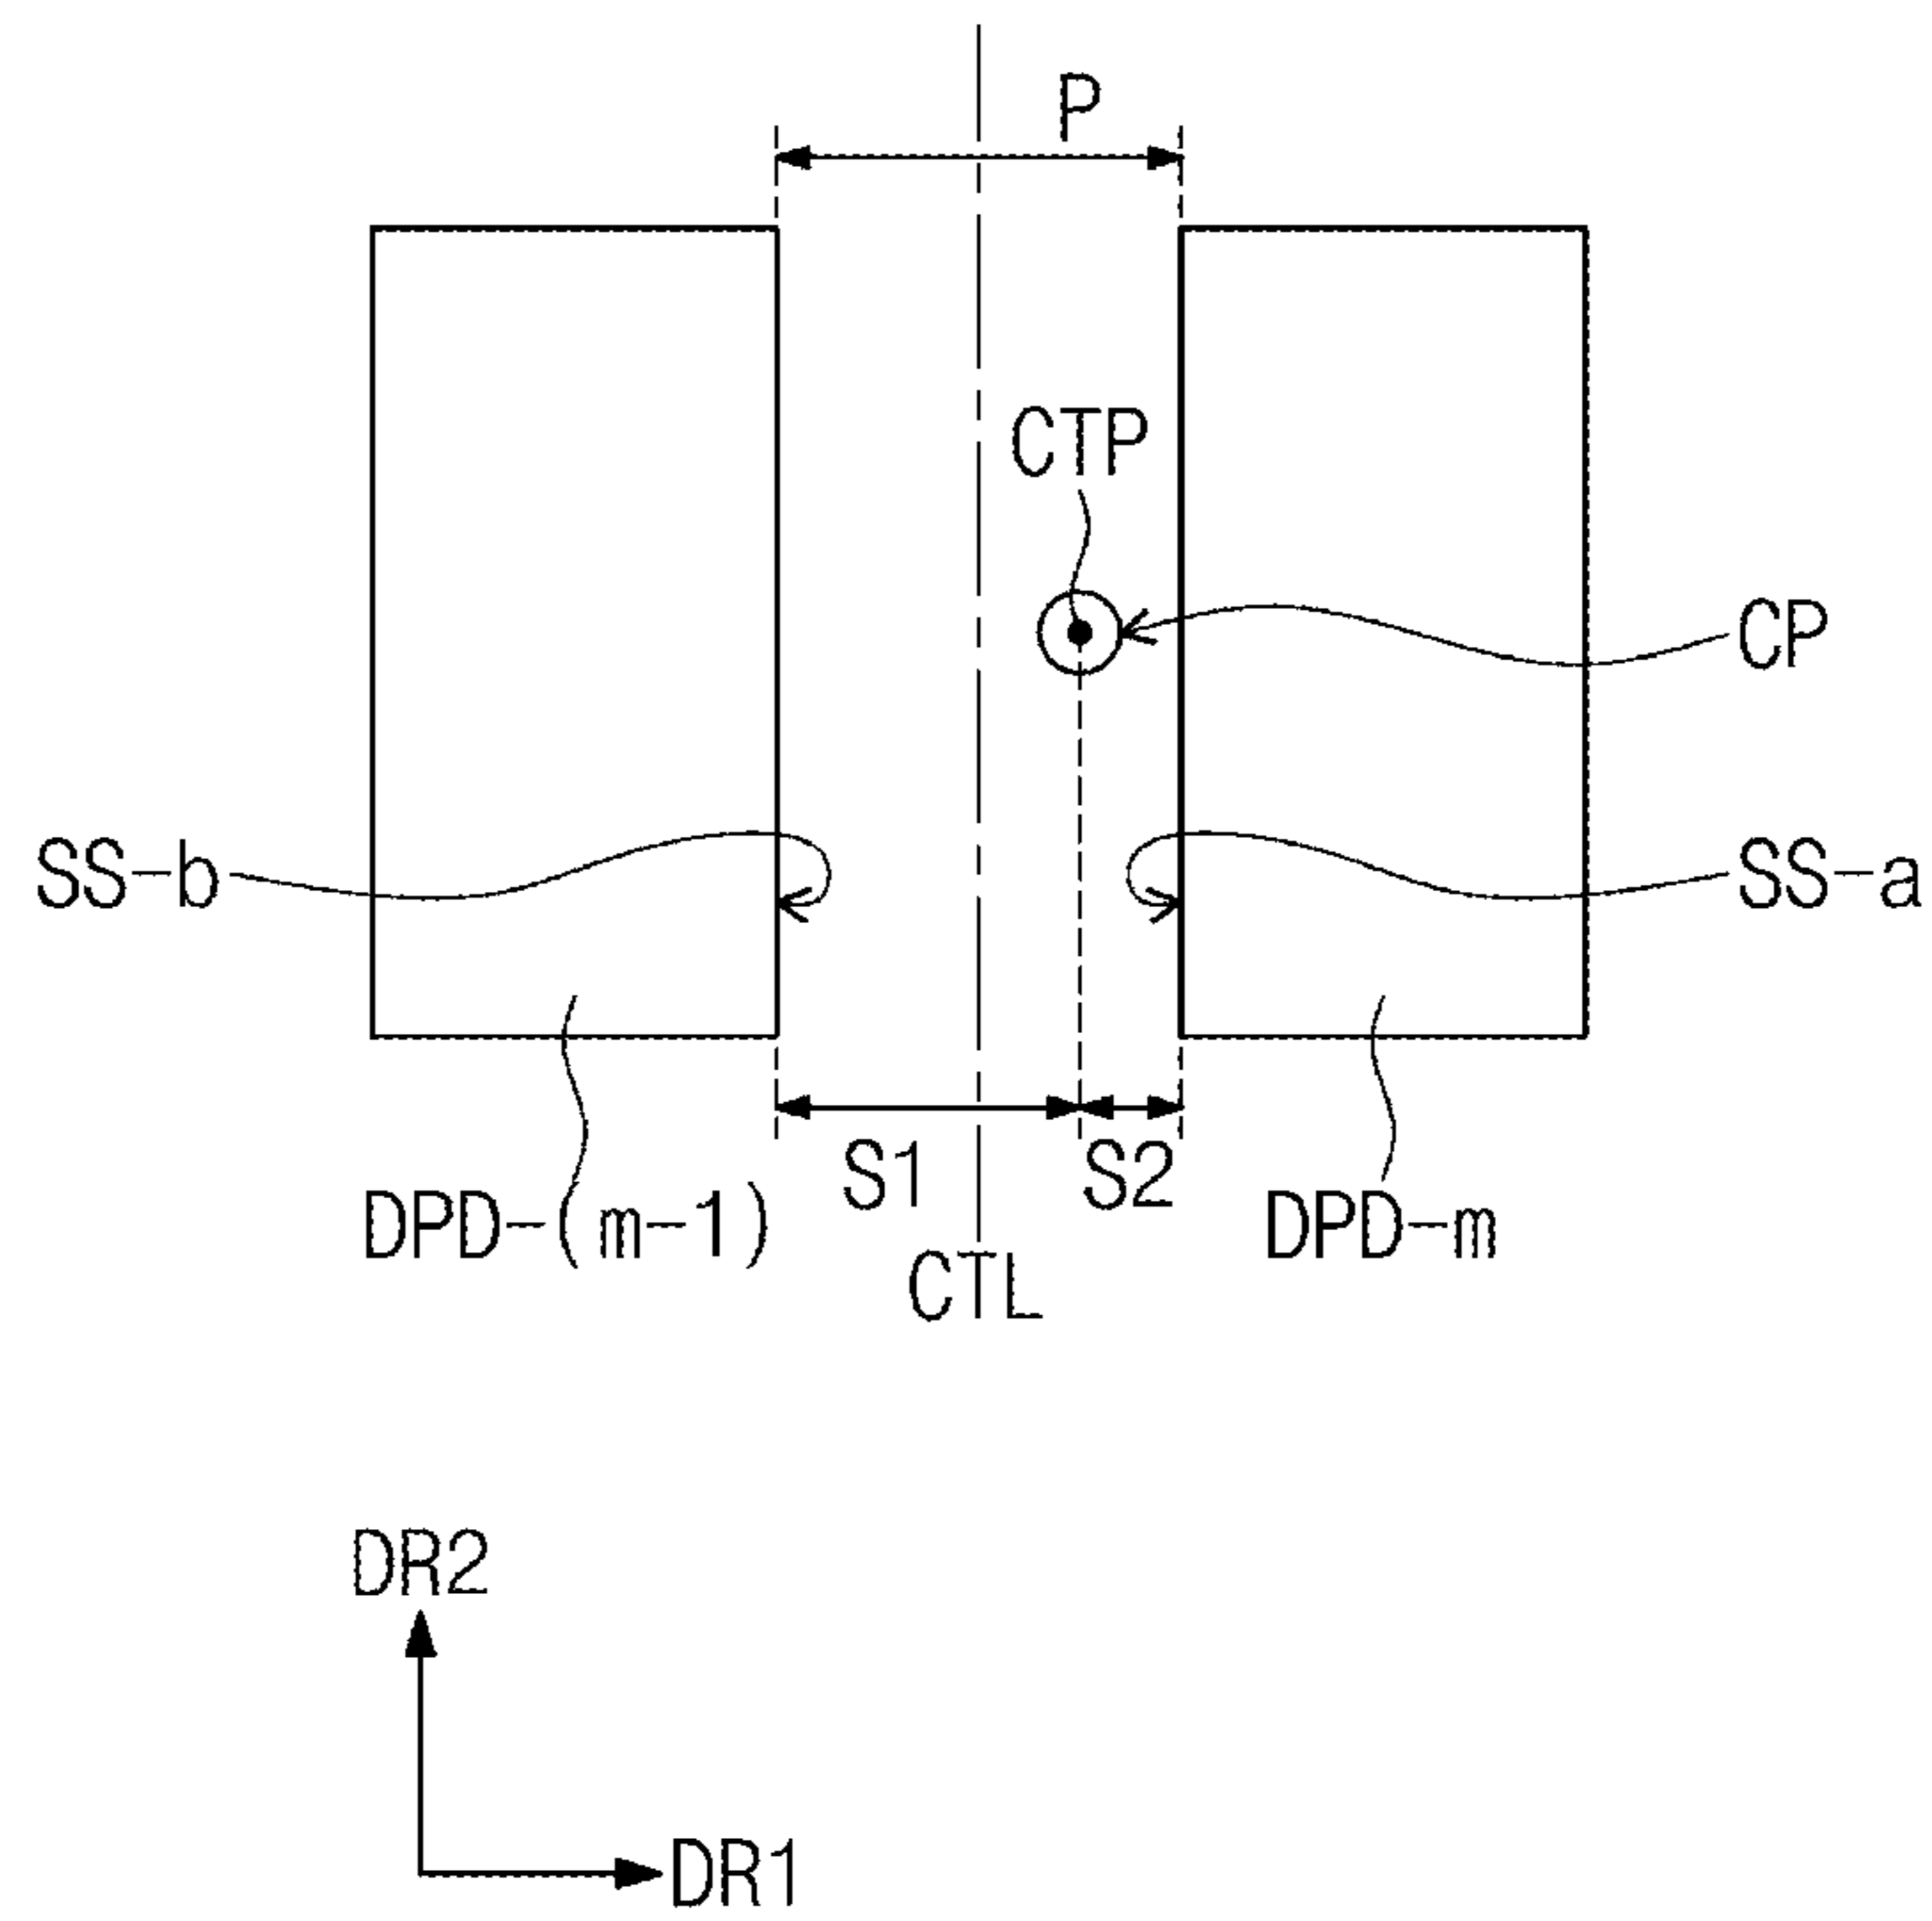 P
CTP
CP
SS-b
SS-a
S1
S2
DPD-(m-1)
DPD-m
CTL
DR2
DR1